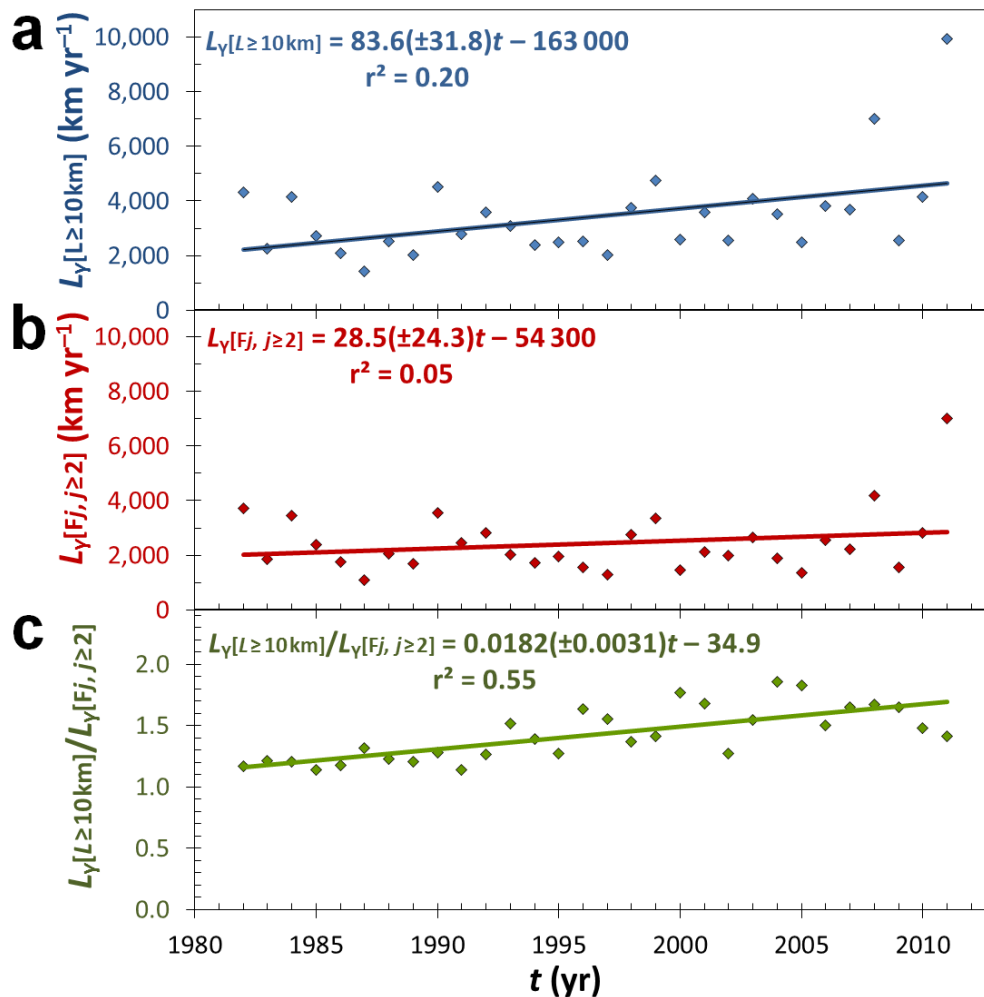 a
L_Y[L≥10km] (km yr⁻¹)
L_Y[L≥10km] = 83.6(±31.8)t – 163 000
r² = 0.20
10,000
8,000
6,000
4,000
2,000
0
b
L_Y[Fj, j≥2] (km yr⁻¹)
L_Y[Fj, j≥2] = 28.5(±24.3)t – 54 300
r² = 0.05
10,000
8,000
6,000
4,000
2,000
0
c
L_Y[L≥10km]/L_Y[Fj, j≥2]
L_Y[L≥10km]/L_Y[Fj, j≥2] = 0.0182(±0.0031)t – 34.9
r² = 0.55
2.0
1.5
1.0
0.5
0.0
1980 1985 1990 1995 2000 2005 2010
t (yr)